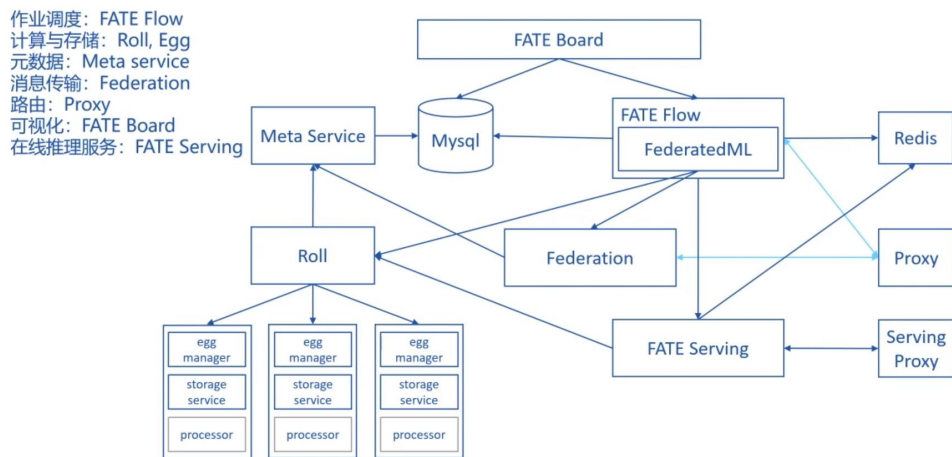 作业调度：FATE Flow
计算与存储：Roll, Egg
元数据：Meta service
消息传输：Federation
路由：Proxy
可视化：FATE Board
在线推理服务：FATE Serving
FATE Board
Meta Service
Mysql
FATE Flow
FederatedML
Redis
Roll
Federation
Proxy
FATE Serving
Serving
Proxy
egg
manager
storage
service
processor
egg
manager
storage
service
processor
egg
manager
storage
service
processor